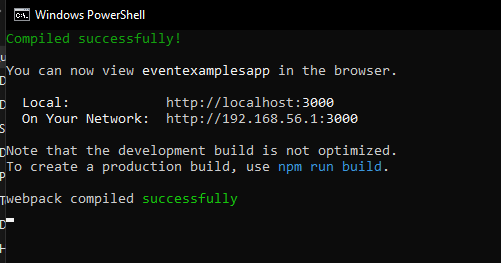 Windows PowerShell
Compiled successfully!
You can now view eventexamplesapp in the browser.
Local: http://localhost:3000
On Your Network: http://192.168.56.1:3000
Note that the development build is not optimized.
To create a production build, use npm run build.
webpack compiled successfully